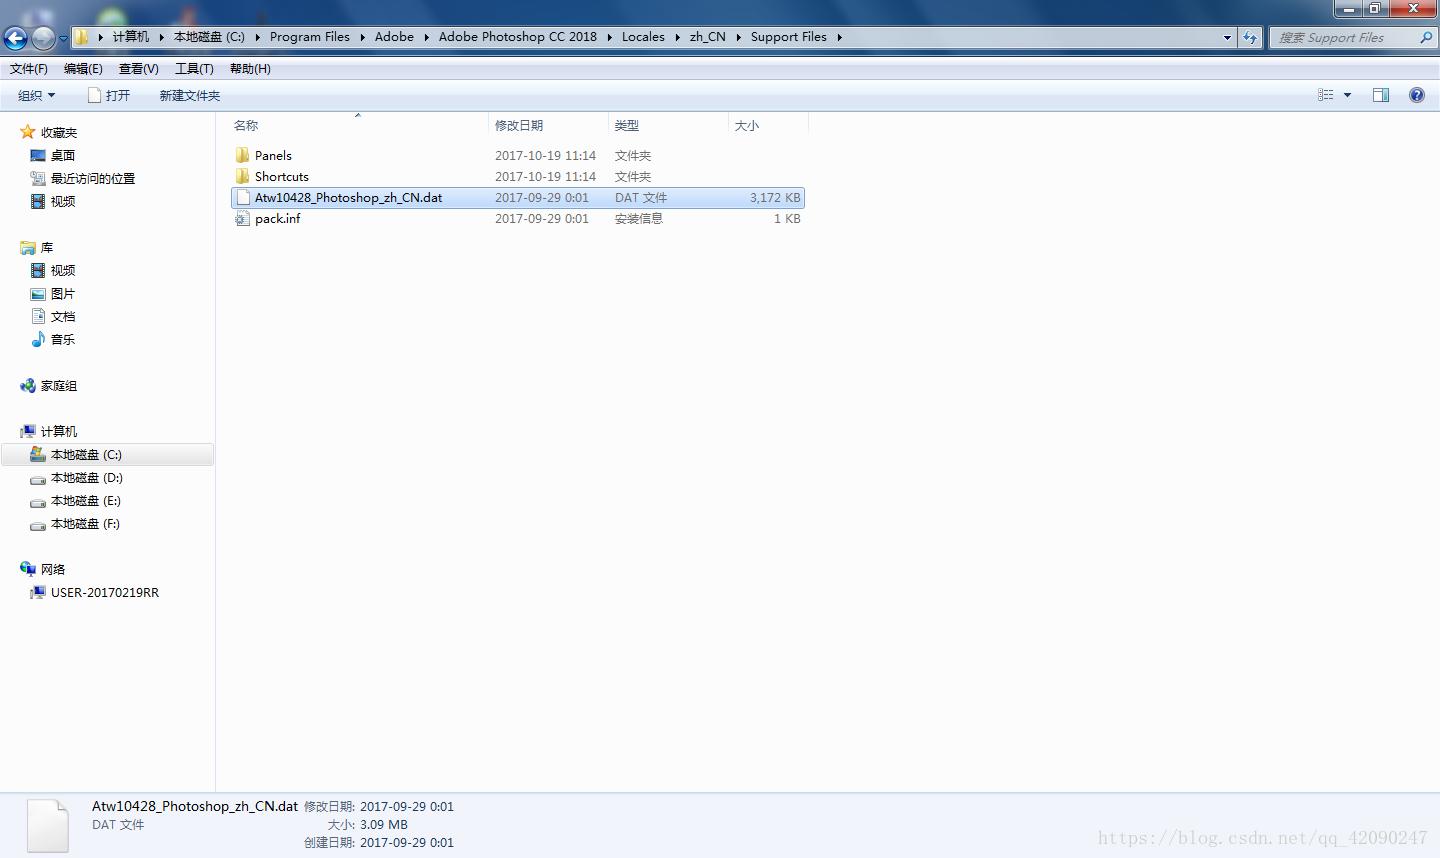 计算机 本地磁盘 (C:) Program Files Adobe Adobe Photoshop CC 2018 Locales zh_CN Support Files 搜索 Support Files
文件(F) 编辑(E) 查看(V) 工具(T) 帮助(H)
组织 打开 新建文件夹
收藏夹
桌面
最近访问的位置
视频
库
视频
图片
文档
音乐
家庭组
计算机
本地磁盘 (C:)
本地磁盘 (D:)
本地磁盘 (E:)
本地磁盘 (F:)
网络
USER-20170219RR
名称 修改日期 类型 大小
Panels 2017-10-19 11:14 文件夹
Shortcuts 2017-10-19 11:14 文件夹
Atw10428_Photoshop_zh_CN.dat 2017-09-29 0:01 DAT 文件 3,172 KB
pack.inf 2017-09-29 0:01 安装信息 1 KB
Atw10428_Photoshop_zh_CN.dat 修改日期: 2017-09-29 0:01
DAT 文件 大小: 3.09 MB
创建日期: 2017-09-29 0:01
https://blog.csdn.net/qq_42090247